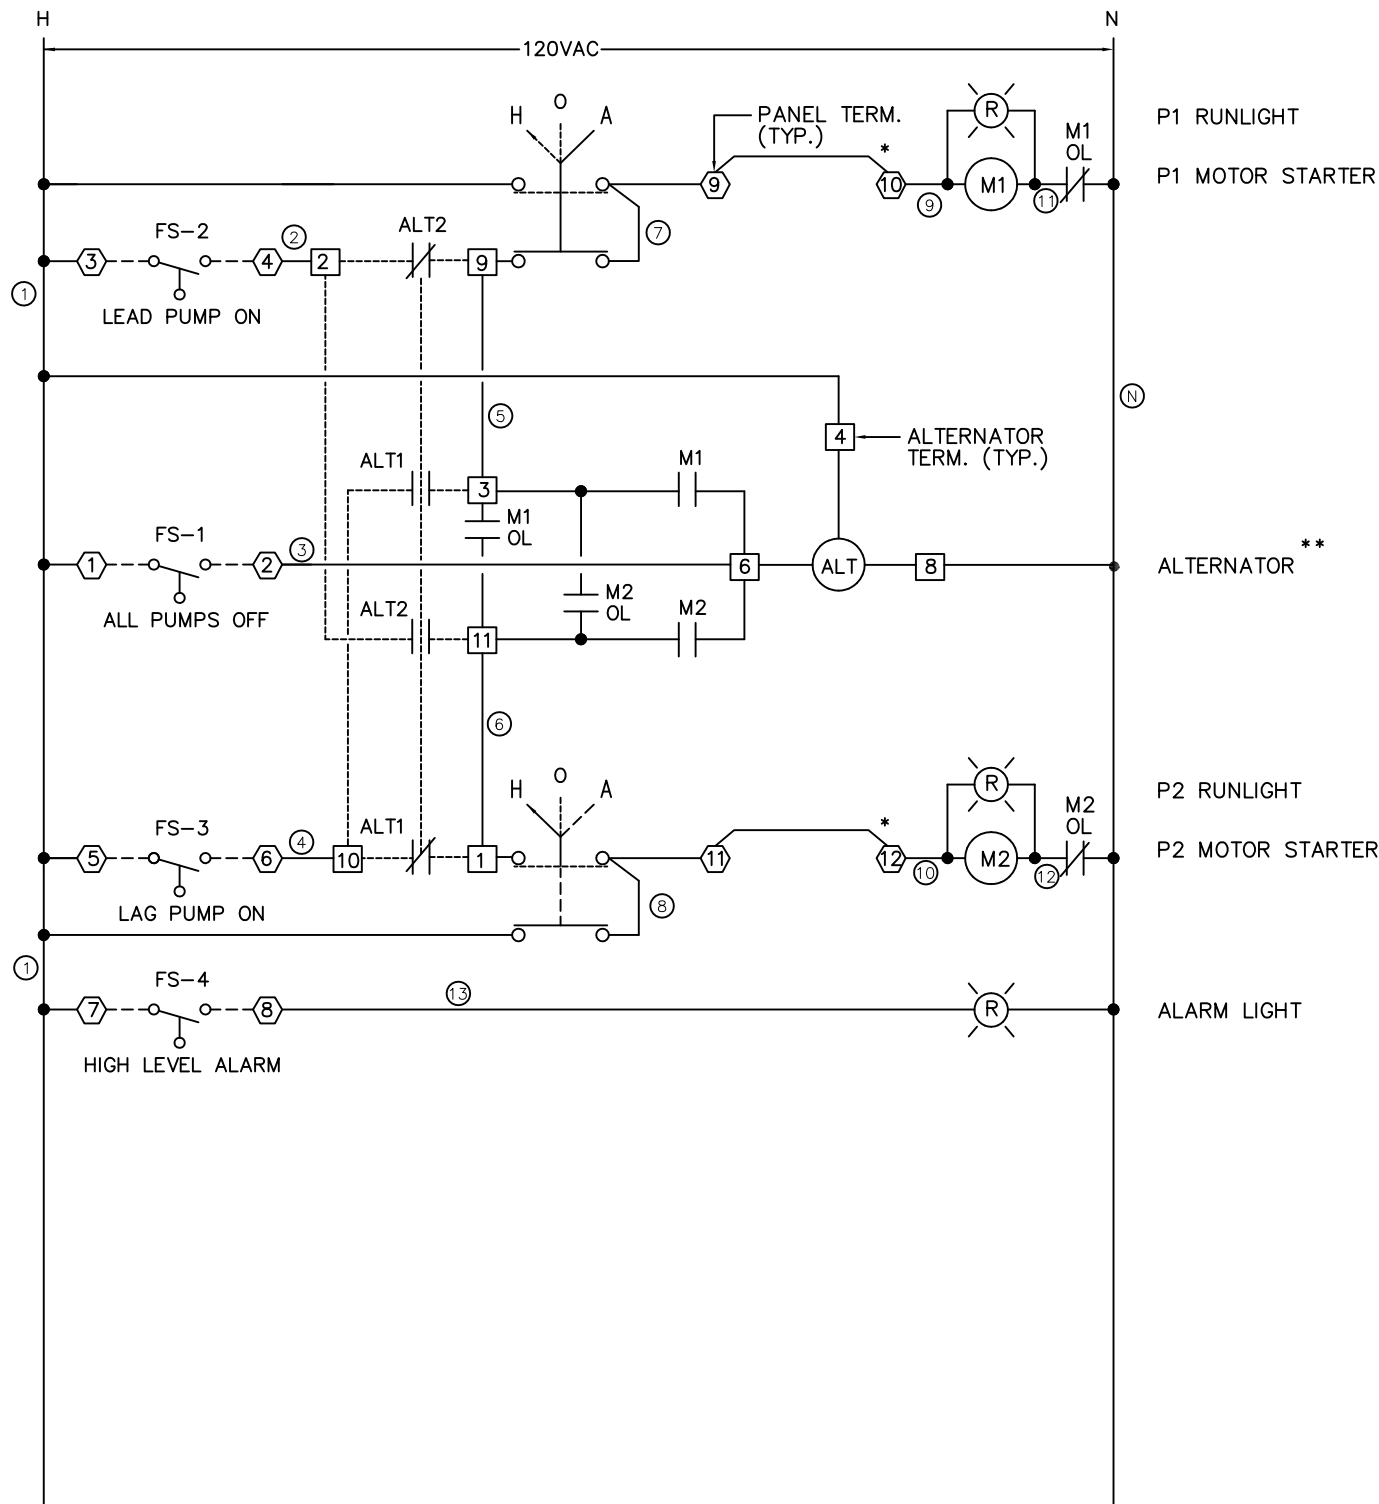 H N
120VAC
H O A
PANEL TERM.
(TYP.)
*
R
P1 RUNLIGHT
M1
OL
9 10 9 M1 11
P1 MOTOR STARTER
FS-2
2
ALT2
7
3 4 2 9
1
LEAD PUMP ON
N
5
4
ALTERNATOR
TERM. (TYP.)
ALT1
M1
3
M1
OL
FS-1
3
**
1 2 6 ALT 8
ALTERNATOR
ALT2
M2
OL
M2
ALL PUMPS OFF
11
6
H O A
R
P2 RUNLIGHT
M2
OL
FS-3
4
ALT1
*
5 6 10 1 11 12 10 M2 12
P2 MOTOR STARTER
LAG PUMP ON
8
1
FS-4
13
7 8 R
ALARM LIGHT
HIGH LEVEL ALARM